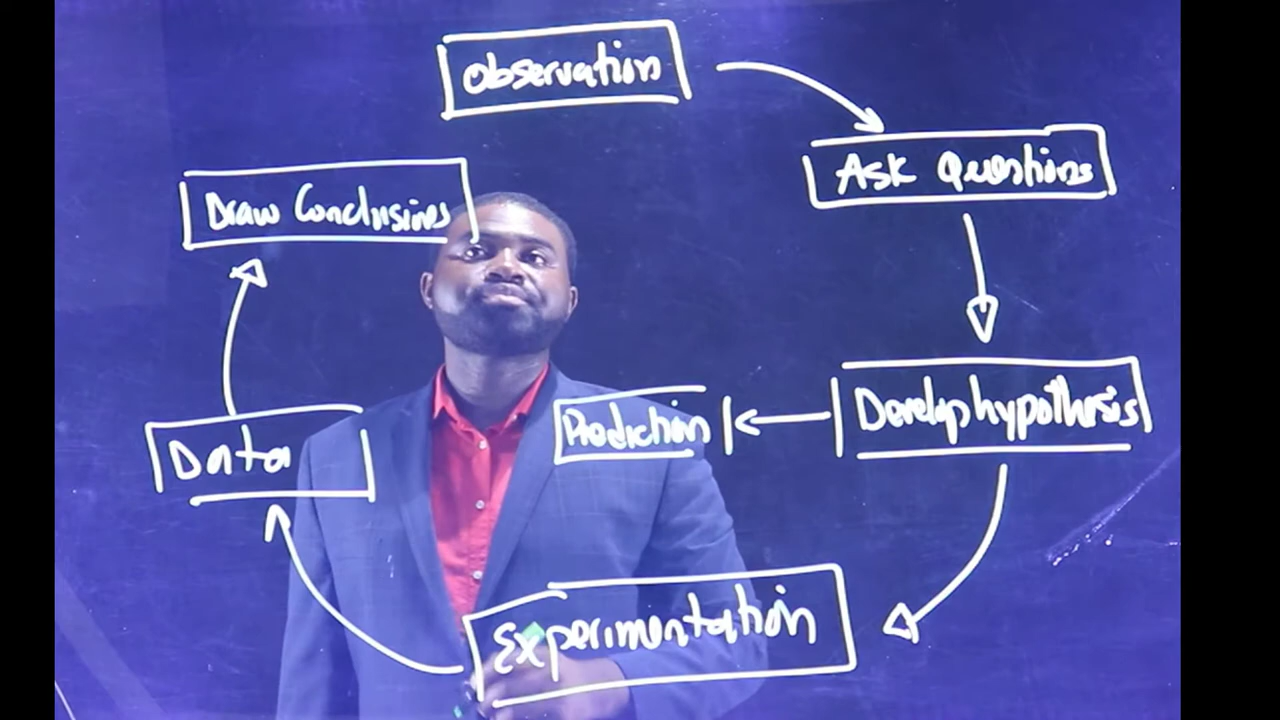 Observation
Ask Questions
Draw Conclusions
Develop hypothesis
Prediction
Data
Experimentation